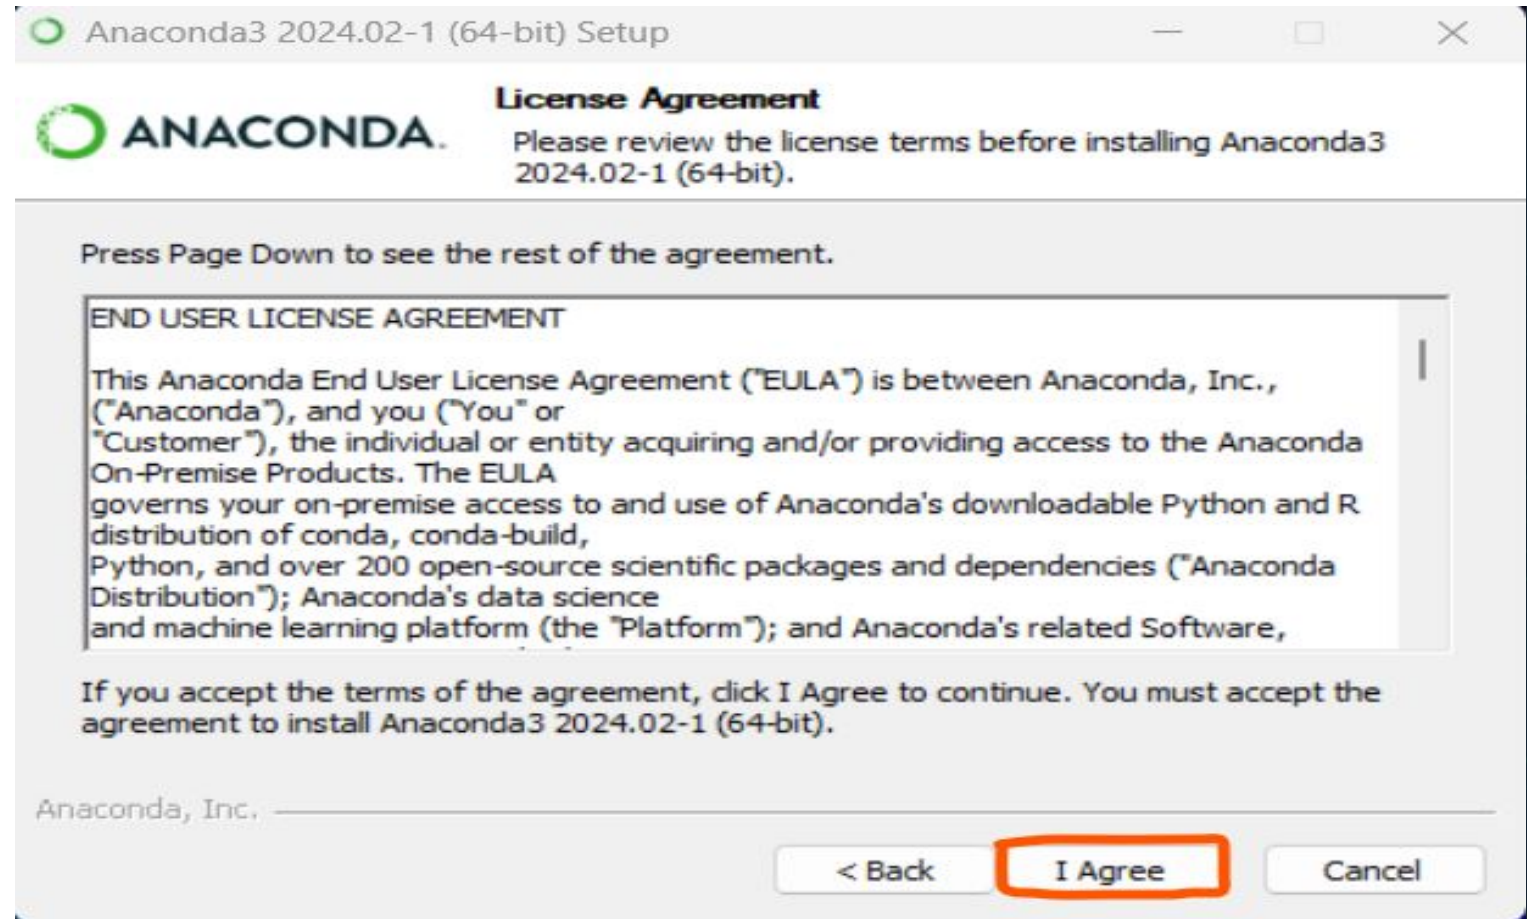 Anaconda3 2024.02-1 (64-bit) Setup
ANACONDA.
License Agreement
Please review the license terms before installing Anaconda3
2024.02-1 (64-bit).
Press Page Down to see the rest of the agreement.
END USER LICENSE AGREEMENT
This Anaconda End User License Agreement ("EULA") is between Anaconda, Inc.,
("Anaconda"), and you ("You" or
"Customer"), the individual or entity acquiring and/or providing access to the Anaconda
On-Premise Products. The EULA
governs your on-premise access to and use of Anaconda's downloadable Python and R
distribution of conda, conda-build,
Python, and over 200 open-source scientific packages and dependencies ("Anaconda
Distribution"); Anaconda's data science
and machine learning platform (the "Platform"); and Anaconda's related Software,
If you accept the terms of the agreement, click I Agree to continue. You must accept the
agreement to install Anaconda3 2024.02-1 (64-bit).
Anaconda, Inc.
< Back
I Agree
Cancel